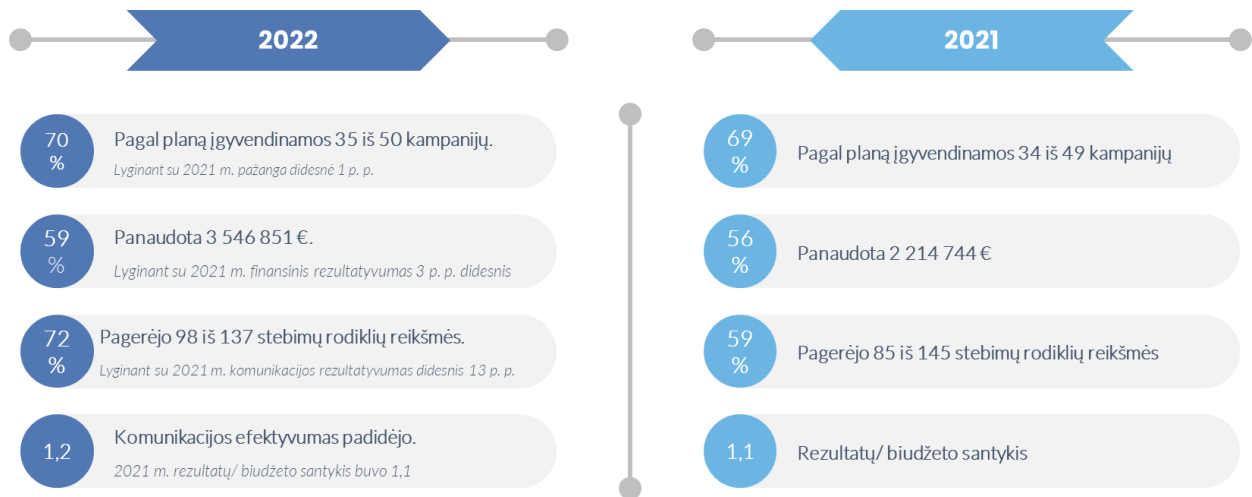 2022
70
%
Pagal planą įgyvendinamos 35 iš 50 kampanijų.
Lyginant su 2021 m. pažanga didesnė 1 p. p.
59
%
Panaudota 3 546 851 €.
Lyginant su 2021 m. finansinis rezultatyvumas 3 p. p. didesnis
72
%
Pagerėjo 98 iš 137 stebimų rodiklių reikšmės.
Lyginant su 2021 m. komunikacijos rezultatyvumas didesnis 13 p. p.
1,2
Komunikacijos efektyvumas padidėjo.
2021 m. rezultatų/ biudžeto santykis buvo 1,1
2021
69
%
Pagal planą įgyvendinamos 34 iš 49 kampanijų
56
%
Panaudota 2 214 744 €
59
%
Pagerėjo 85 iš 145 stebimų rodiklių reikšmės
1,1
Rezultatų/ biudžeto santykis